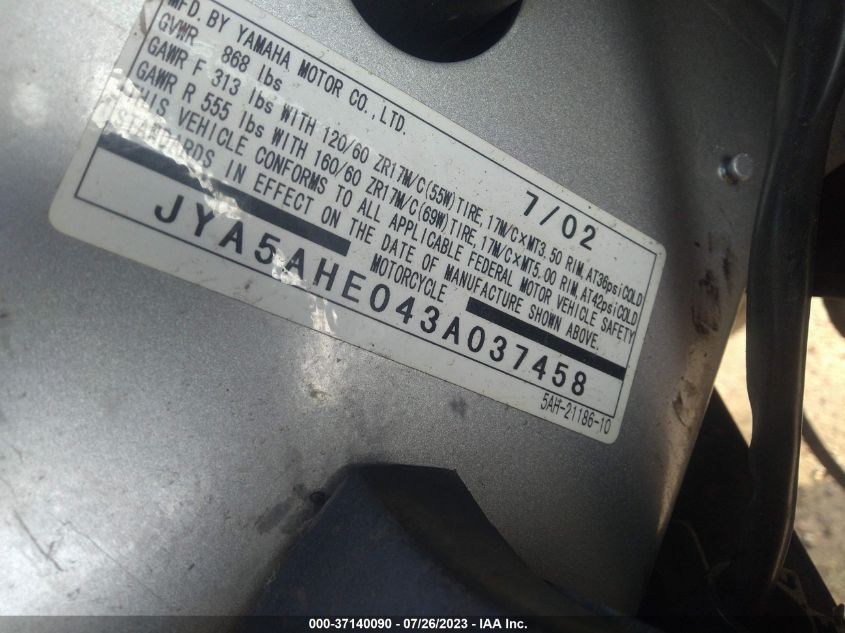 MFD. BY YAMAHA MOTOR CO., LTD.
GVWR 868 lbs 7/02
GAWR F 313 lbs WITH 120/60 ZR17M/C(55W)TIRE, 17M/C×MT3.50 RIM, AT36psiCOLD
GAWR R 555 lbs WITH 160/60 ZR17M/C(69W)TIRE, 17M/C×MT5.00 RIM, AT42psiCOLD
THIS VEHICLE CONFORMS TO ALL APPLICABLE FEDERAL MOTOR VEHICLE SAFETY
STANDARDS IN EFFECT ON THE DATE OF MANUFACTURE SHOWN ABOVE.
MOTORCYCLE
JYA5AHE043A037458
5AH-21186-10
000-37140090 / 07/26/2023 - © IAA Inc.